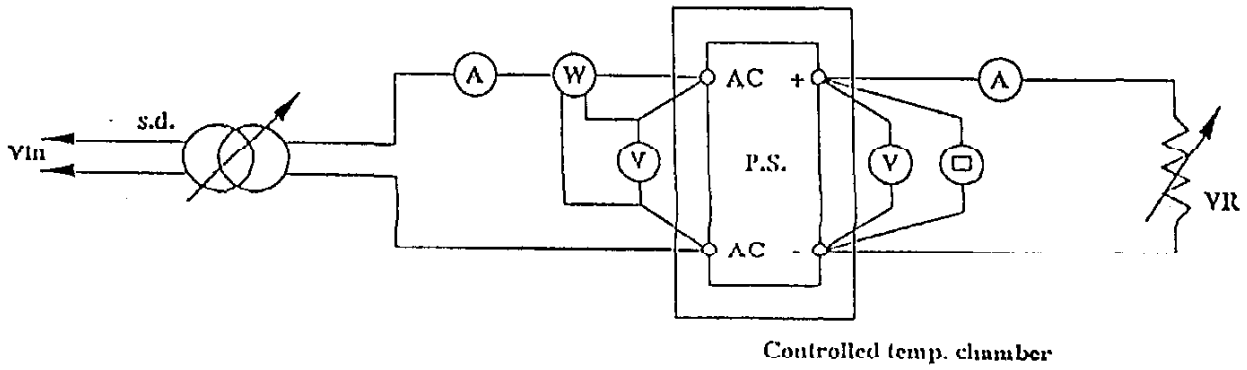 A W AC + A
s.d.
Vin
V P.S. V
VR
AC -
Controlled temp. chamber